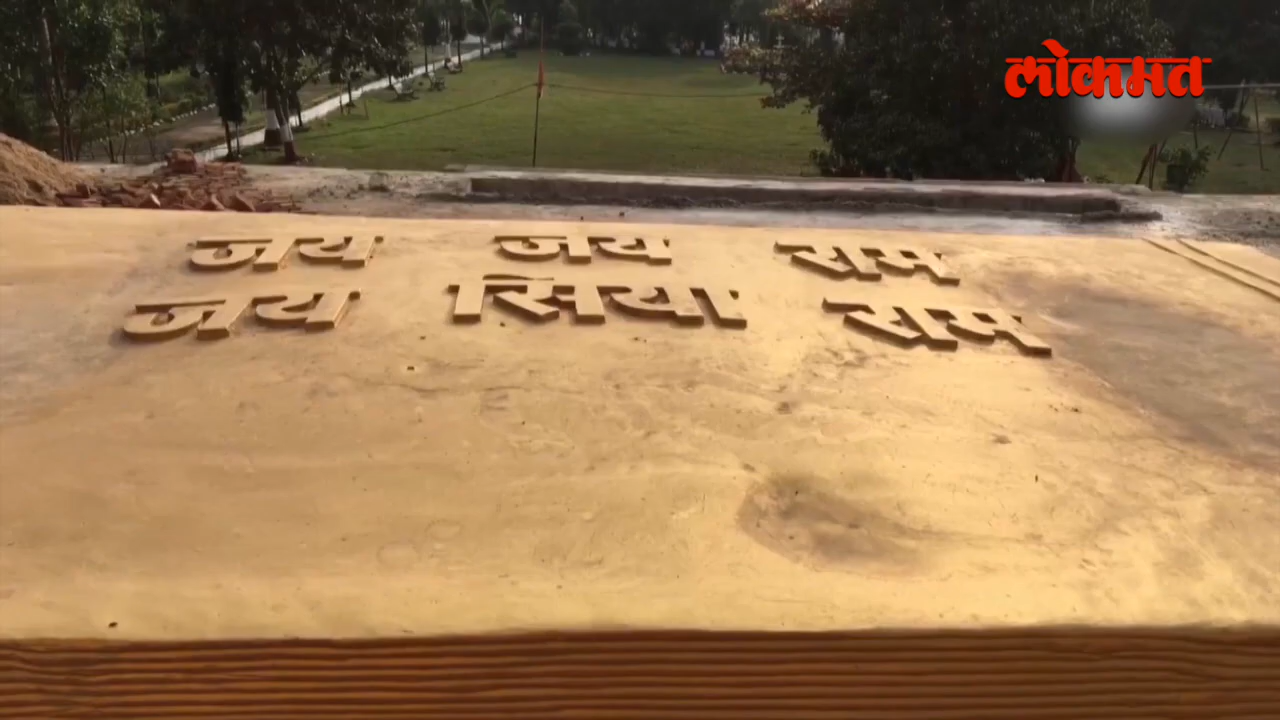 लोकमत
जय जय राम
जय सिया राम